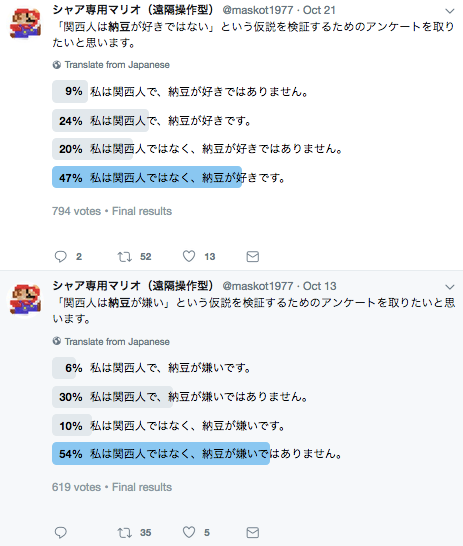 シャア専用マリオ（遠隔操作型） @maskot1977 · Oct 21
「関西人は納豆が好きではない」という仮説を検証するためのアンケートを取り
たいと思います。
Translate from Japanese
9% 私は関西人で、納豆が好きではありません。
24% 私は関西人で、納豆が好きです。
20% 私は関西人ではなく、納豆が好きではありません。
47% 私は関西人ではなく、納豆が好きです。
794 votes • Final results
2 52 13
シャア専用マリオ（遠隔操作型） @maskot1977 · Oct 13
「関西人は納豆が嫌い」という仮説を検証するためのアンケートを取りたいと思
います。
Translate from Japanese
6% 私は関西人で、納豆が嫌いです。
30% 私は関西人で、納豆が嫌いではありません。
10% 私は関西人ではなく、納豆が嫌いです。
54% 私は関西人ではなく、納豆が嫌いではありません。
619 votes • Final results
35 5